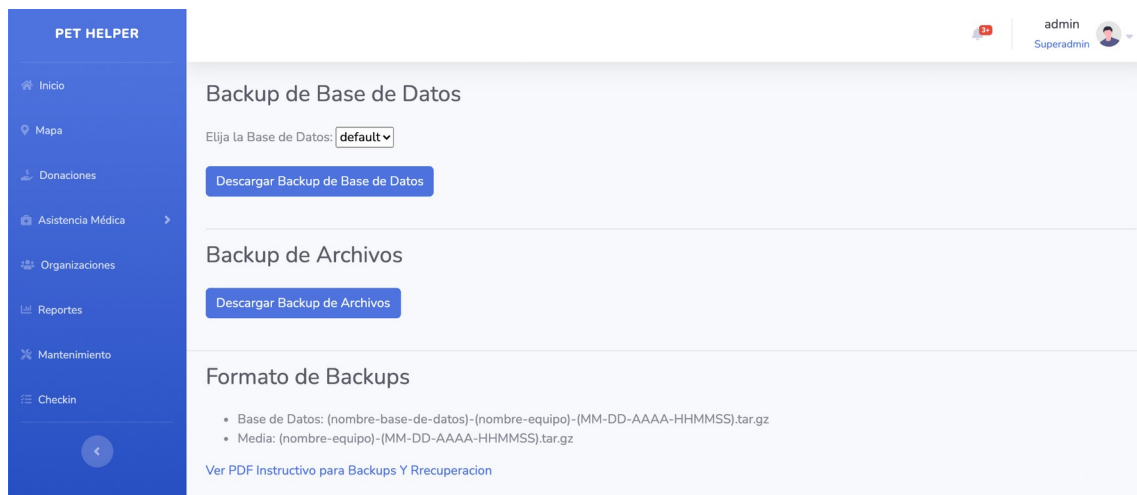 PET HELPER
Inicio
Mapa
Donaciones
Asistencia Médica
Organizaciones
Reportes
Mantenimiento
Checkin
3+
admin
Superadmin
Backup de Base de Datos
Elija la Base de Datos: default
Descargar Backup de Base de Datos
Backup de Archivos
Descargar Backup de Archivos
Formato de Backups
Base de Datos: (nombre-base-de-datos)-(nombre-equipo)-(MM-DD-AAAA-HHMMSS).tar.gz
Media: (nombre-equipo)-(MM-DD-AAAA-HHMMSS).tar.gz
Ver PDF Instructivo para Backups Y Rrecuperacion